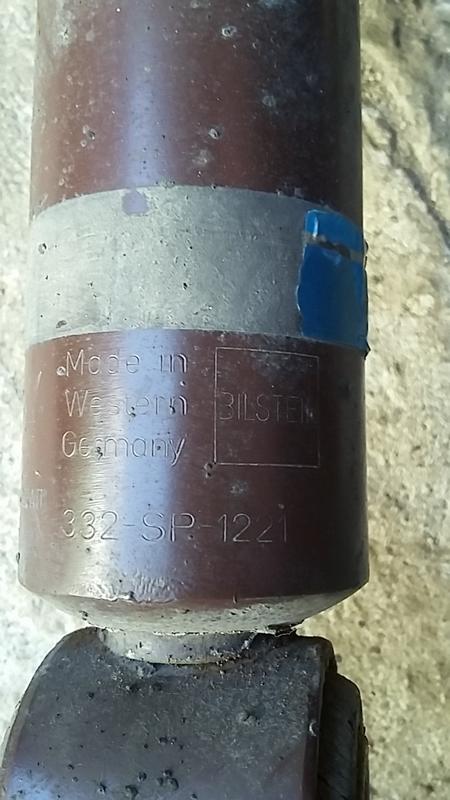 Made in
Western
Germany
BILSTEIN
332-SP-1221